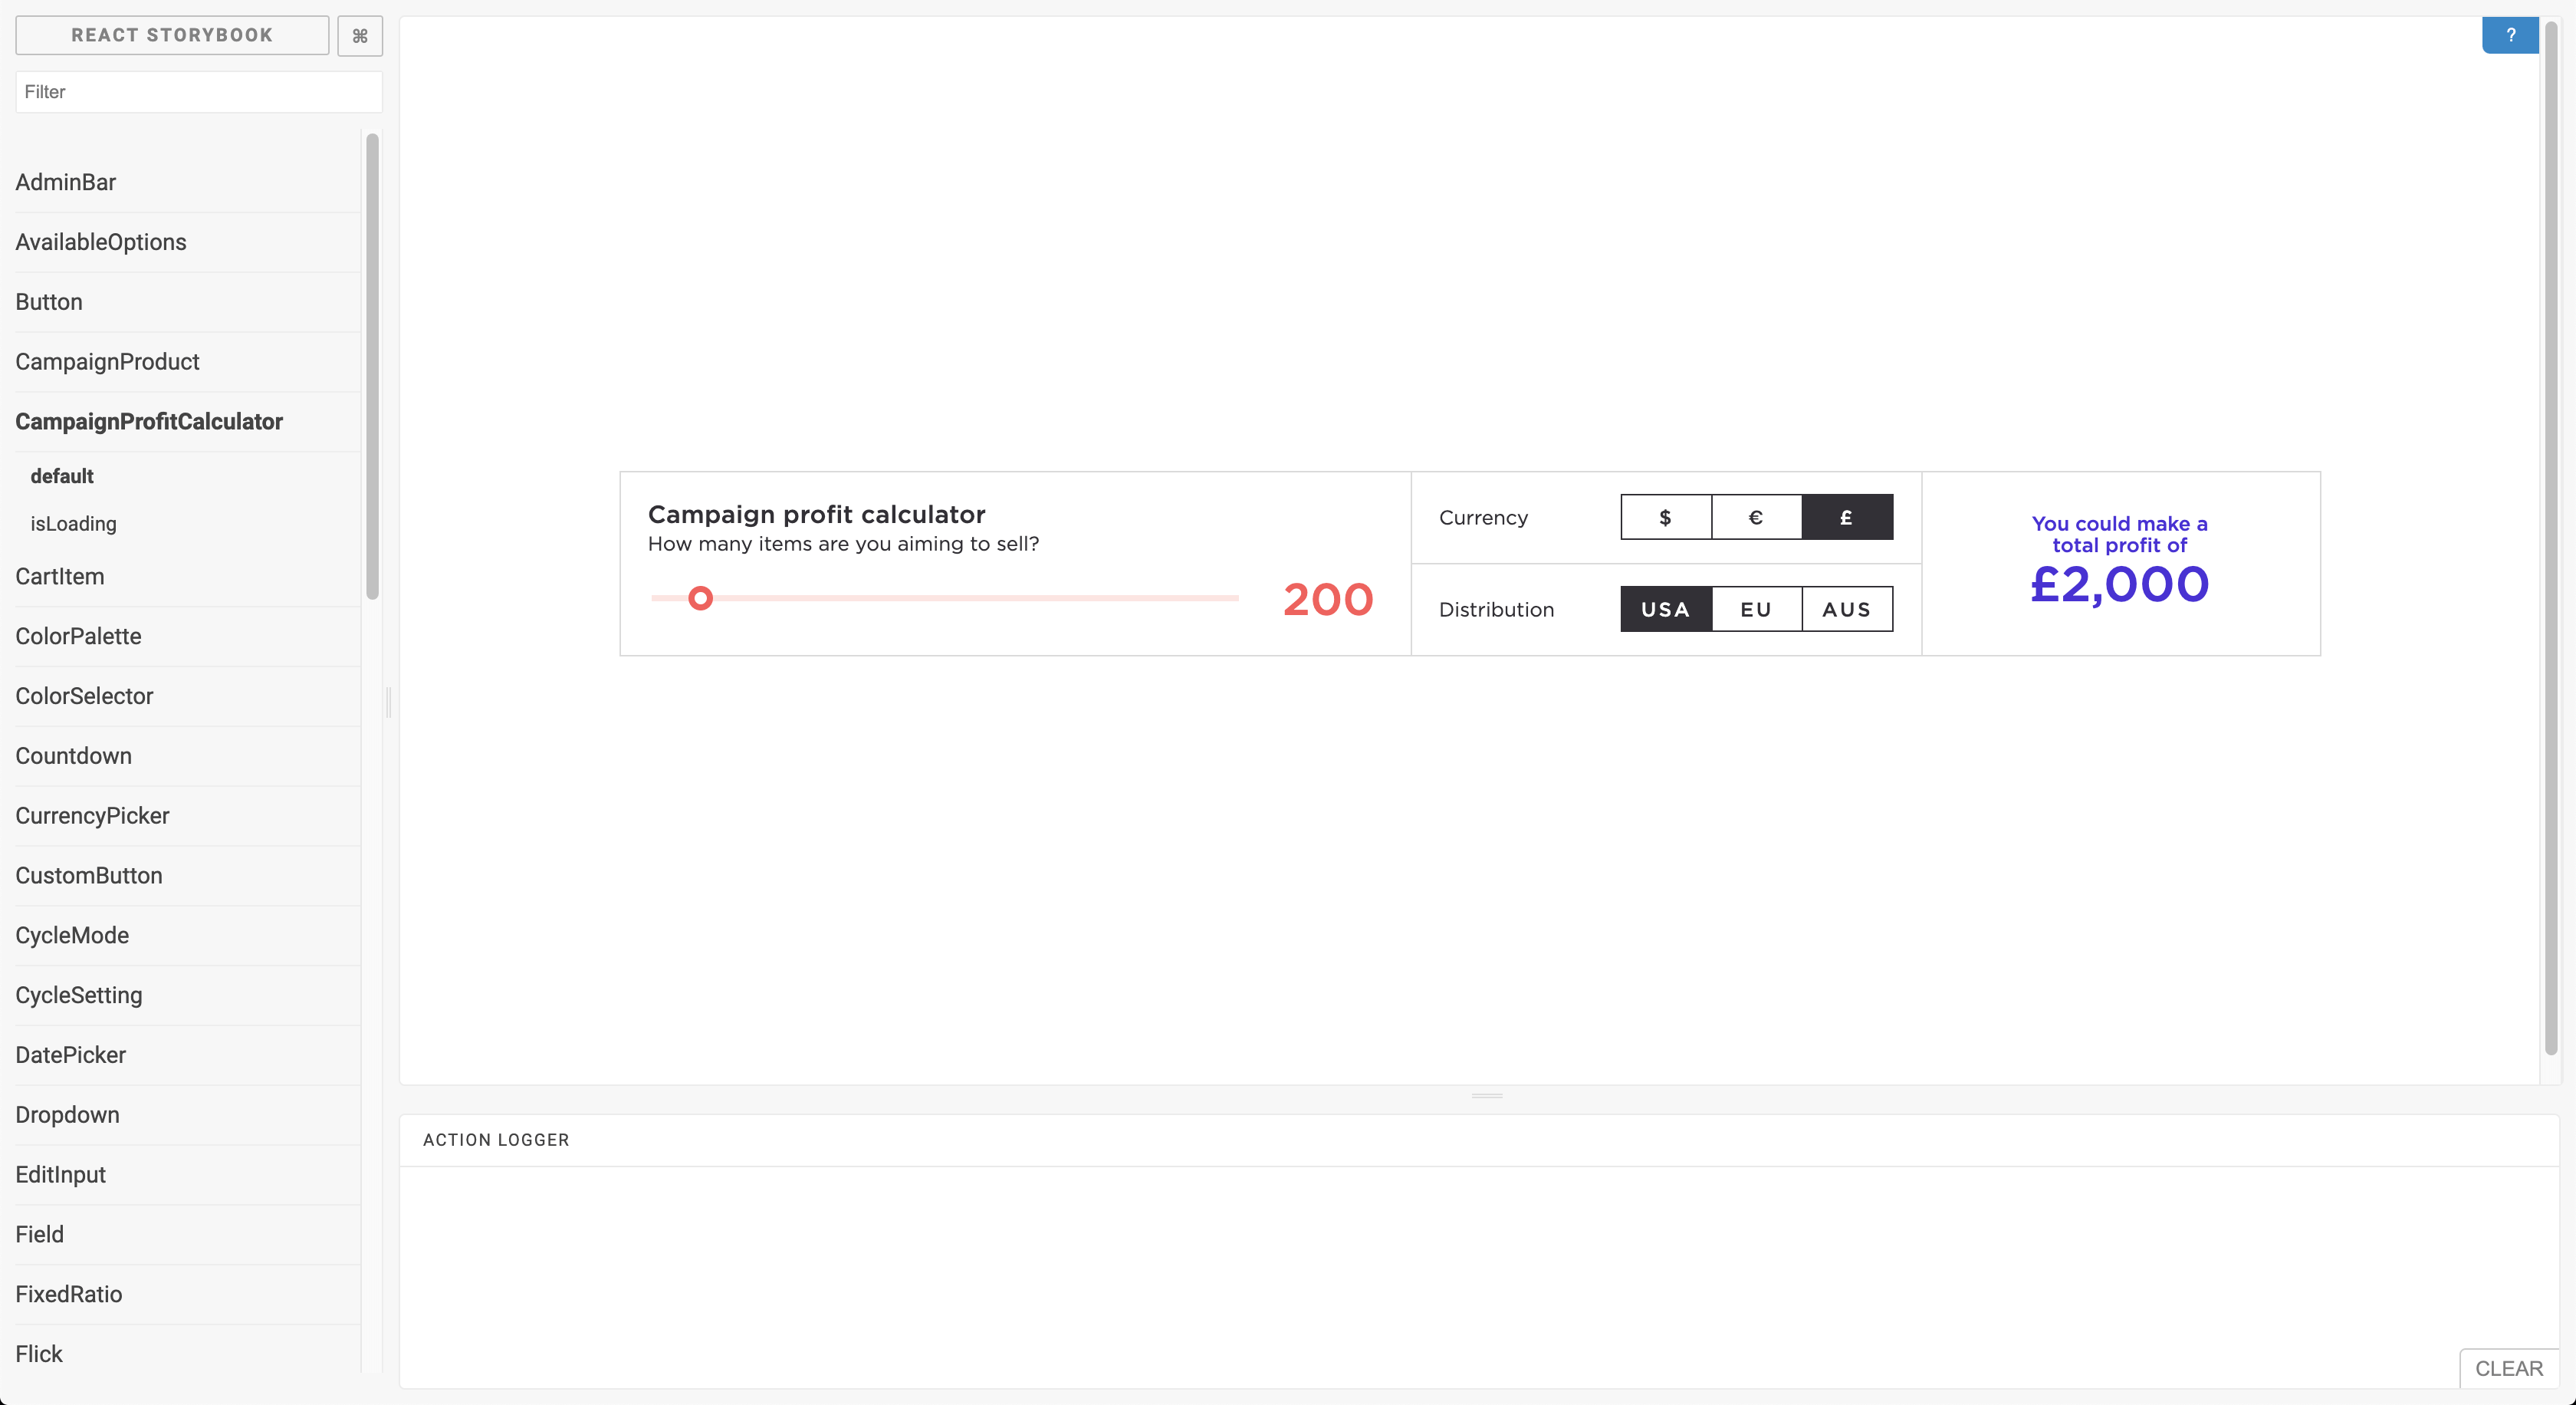 REACT STORYBOOK
⌘
Filter
AdminBar
AvailableOptions
Button
CampaignProduct
CampaignProfitCalculator
default
isLoading
CartItem
ColorPalette
ColorSelector
Countdown
CurrencyPicker
CustomButton
CycleMode
CycleSetting
DatePicker
Dropdown
EditInput
Field
FixedRatio
Flick
?
Campaign profit calculator
How many items are you aiming to sell?
200
Currency
$ € £
Distribution
USA EU AUS
You could make a
total profit of
£2,000
ACTION LOGGER
CLEAR